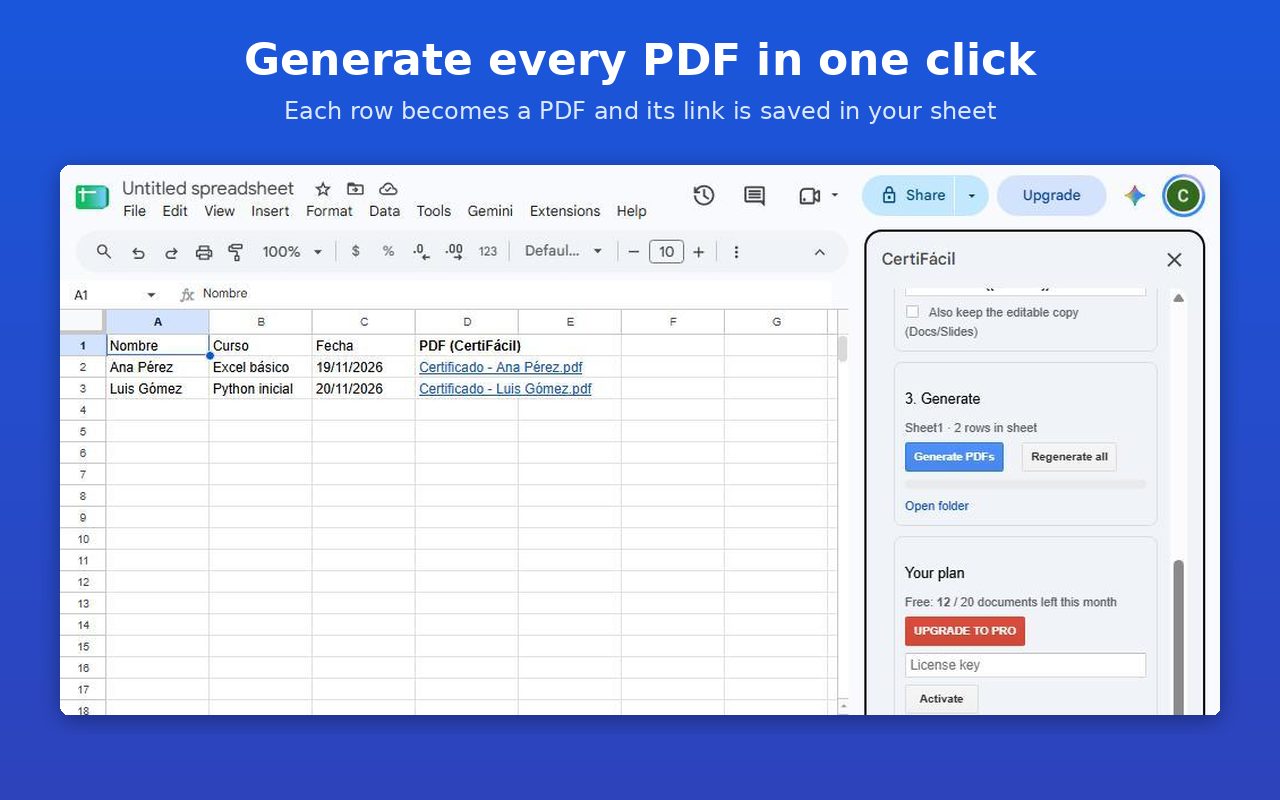 Generate every PDF in one click
Each row becomes a PDF and its link is saved in your sheet
Untitled spreadsheet
File Edit View Insert Format Data Tools Gemini Extensions Help
Share
Upgrade
C
100% $ % .0 .00 123 Defaul... 10
A1
fx Nombre
A B C D E F G
1 Nombre Curso Fecha PDF (CertiFácil)
2 Ana Pérez Excel básico 19/11/2026 Certificado - Ana Pérez.pdf
3 Luis Gómez Python inicial 20/11/2026 Certificado - Luis Gómez.pdf
4
5
6
7
8
9
10
11
12
13
14
15
16
17
18
CertiFácil
Also keep the editable copy
(Docs/Slides)
3. Generate
Sheet1 · 2 rows in sheet
Generate PDFs Regenerate all
Open folder
Your plan
Free: 12 / 20 documents left this month
UPGRADE TO PRO
License key
Activate